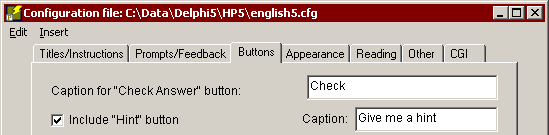 Configuration file: C:\Data\Delphi5\HP5\english5.cfg
Edit Insert
Titles/Instructions Prompts/Feedback Buttons Appearance Reading Other CGI
Caption for "Check Answer" button: Check
Include "Hint" button Caption: Give me a hint